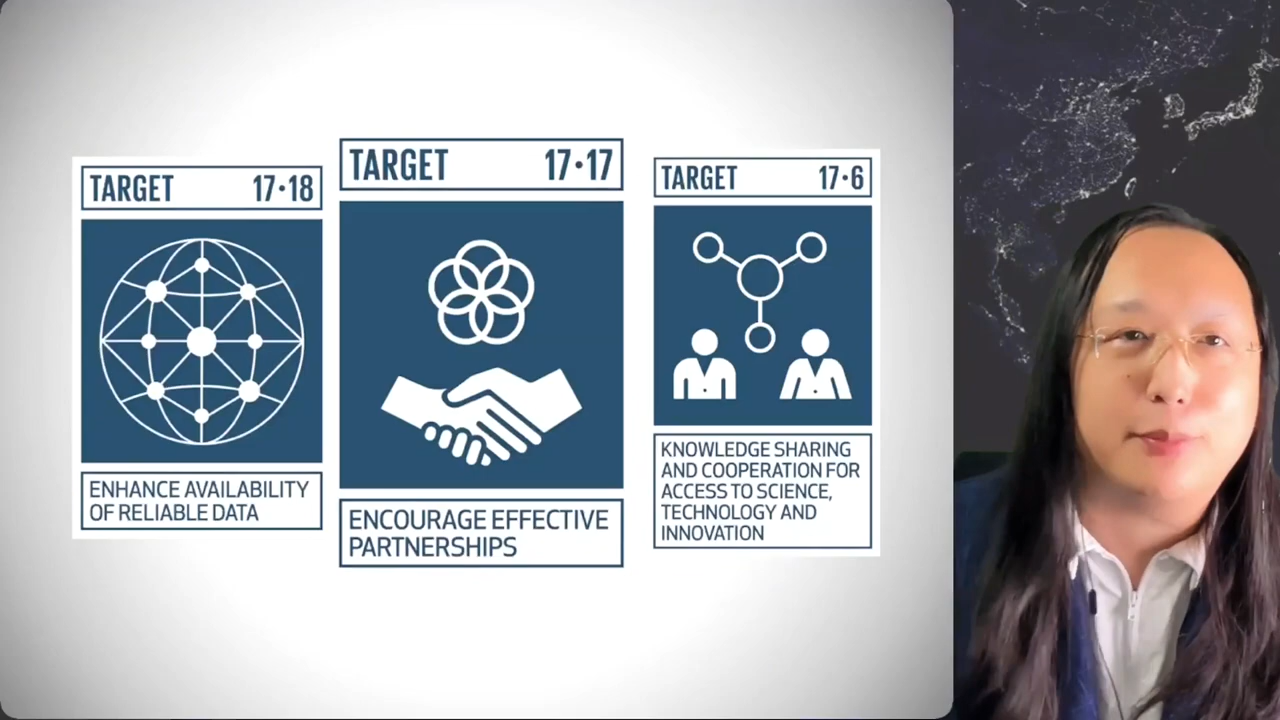 TARGET 17•18
ENHANCE AVAILABILITY
OF RELIABLE DATA
TARGET 17•17
ENCOURAGE EFFECTIVE
PARTNERSHIPS
TARGET 17•6
KNOWLEDGE SHARING
AND COOPERATION FOR
ACCESS TO SCIENCE,
TECHNOLOGY AND
INNOVATION